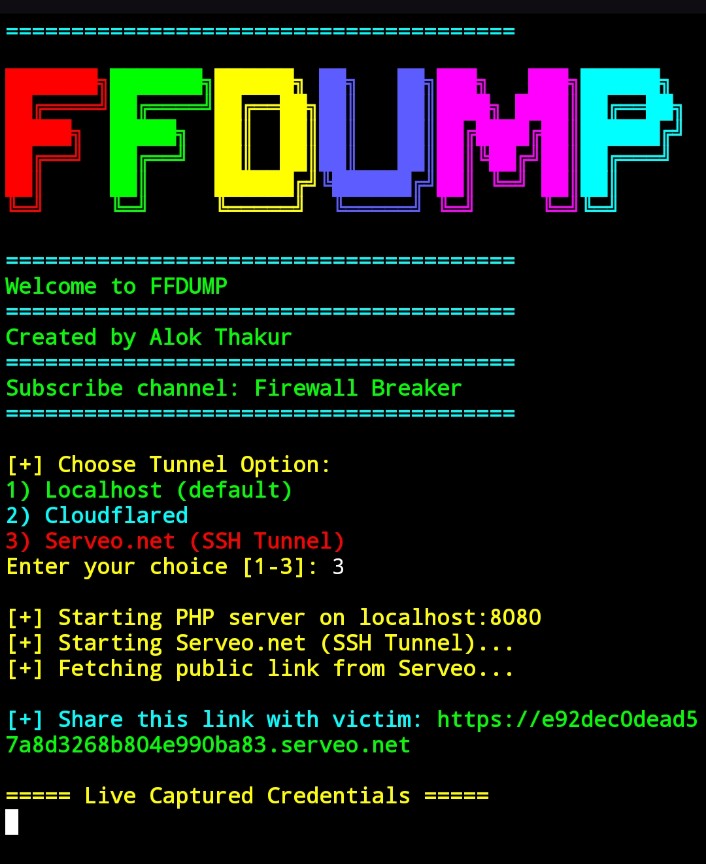 =======================================
FFDUMP
=======================================
Welcome to FFDUMP
=======================================
Created by Alok Thakur
=======================================
Subscribe channel: Firewall Breaker
=======================================
[+] Choose Tunnel Option:
1) Localhost (default)
2) Cloudflared
3) Serveo.net (SSH Tunnel)
Enter your choice [1-3]: 3
[+] Starting PHP server on localhost:8080
[+] Starting Serveo.net (SSH Tunnel)...
[+] Fetching public link from Serveo...
[+] Share this link with victim: https://e92dec0dead5
7a8d3268b804e990ba83.serveo.net
===== Live Captured Credentials =====